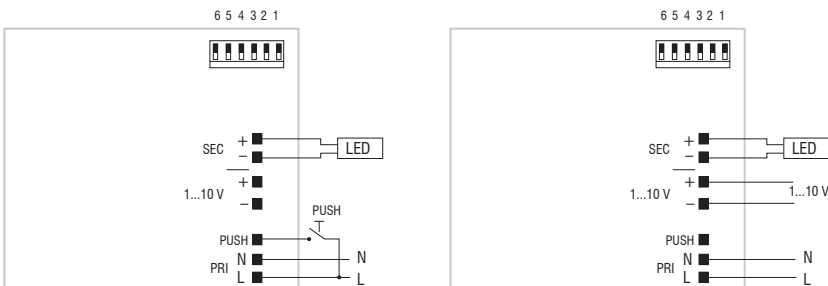 6 5 4 3 2 1
SEC + LED
–
1...10 V +
–
PUSH
PUSH
PRI N N
L L
6 5 4 3 2 1
SEC + LED
–
1...10 V + 1...10 V
–
PUSH
PRI N N
L L